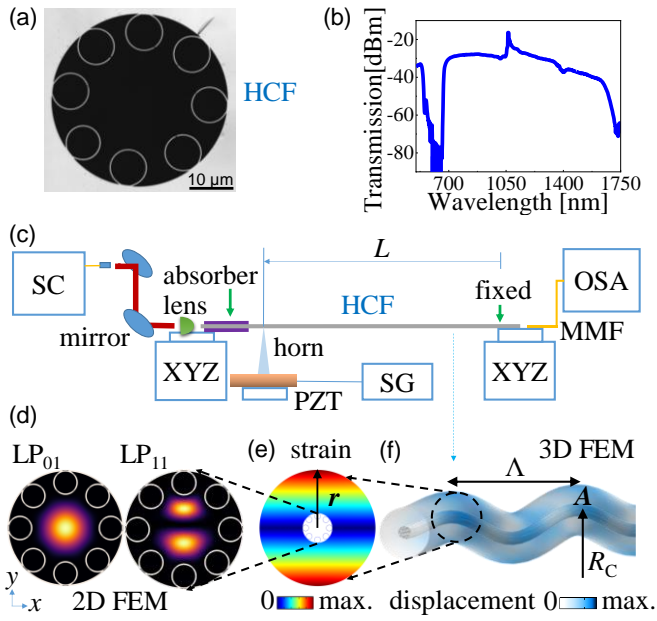 (a)
HCF
10 μm
(b)
Transmission[dBm]
-20
-40
-60
-80
700 1050 1400 1750
Wavelength [nm]
(c)
SC
mirror
lens
absorber
XYZ
horn
PZT
SG
L
HCF
fixed
XYZ
MMF
OSA
(d)
LP01
LP11
y
x
2D FEM
(e) strain
r
0 max.
(f) 3D FEM
Λ
A
RC
displacement 0 max.